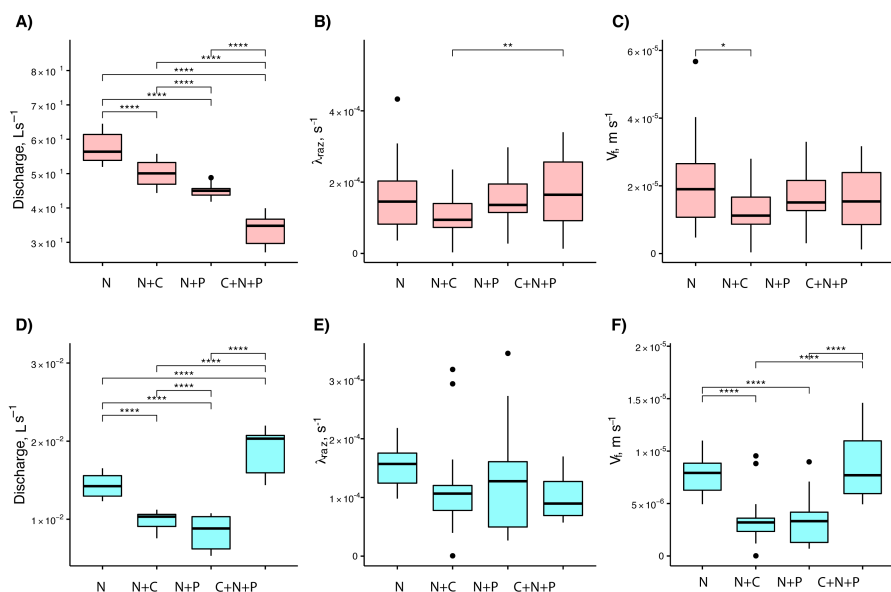 A)
Discharge, Ls⁻¹
8×10¹
7×10¹
6×10¹
5×10¹
4×10¹
3×10¹
****
****
****
****
****
****
N N+C N+P C+N+P
B)
λraz, s⁻¹
4×10⁻⁴
2×10⁻⁴
0
**
N N+C N+P C+N+P
C)
Vf, m s⁻¹
6×10⁻⁵
4×10⁻⁵
2×10⁻⁵
0
*
N N+C N+P C+N+P
D)
Discharge, L s⁻¹
3×10⁻²
2×10⁻²
1×10⁻²
****
****
****
****
****
****
N N+C N+P C+N+P
E)
λraz, s⁻¹
3×10⁻⁴
2×10⁻⁴
1×10⁻⁴
0
N N+C N+P C+N+P
F)
Vf, m s⁻¹
2×10⁻⁵
1×10⁻⁵
1×10⁻⁵
5×10⁻⁶
0
****
****
****
****
N N+C N+P C+N+P